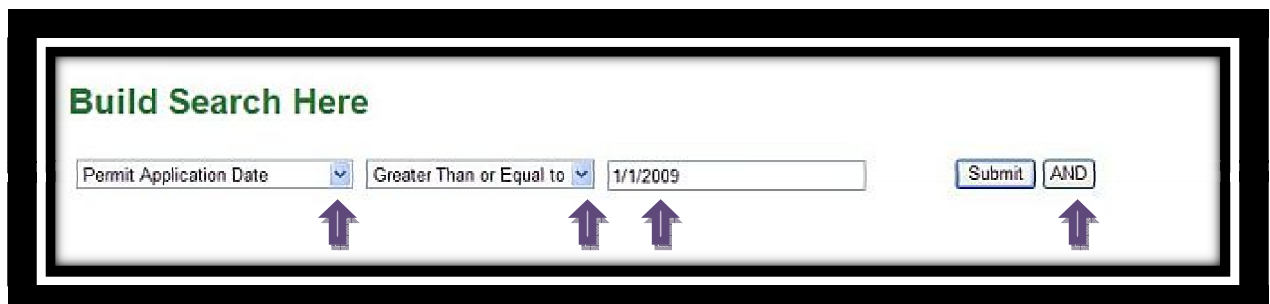 Build Search Here
Permit Application Date Greater Than or Equal to 1/1/2009 Submit AND